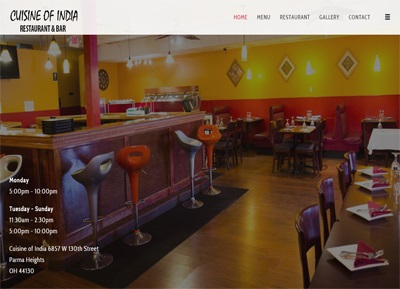 CUISINE OF INDIA
RESTAURANT & BAR
HOME MENU RESTAURANT GALLERY CONTACT
Monday
5:00pm - 10:00pm
Tuesday - Sunday
11:30am - 2:30pm
5:00pm - 10:00pm
Cuisine of India 6857 W 130th Street
Parma Heights
OH 44130